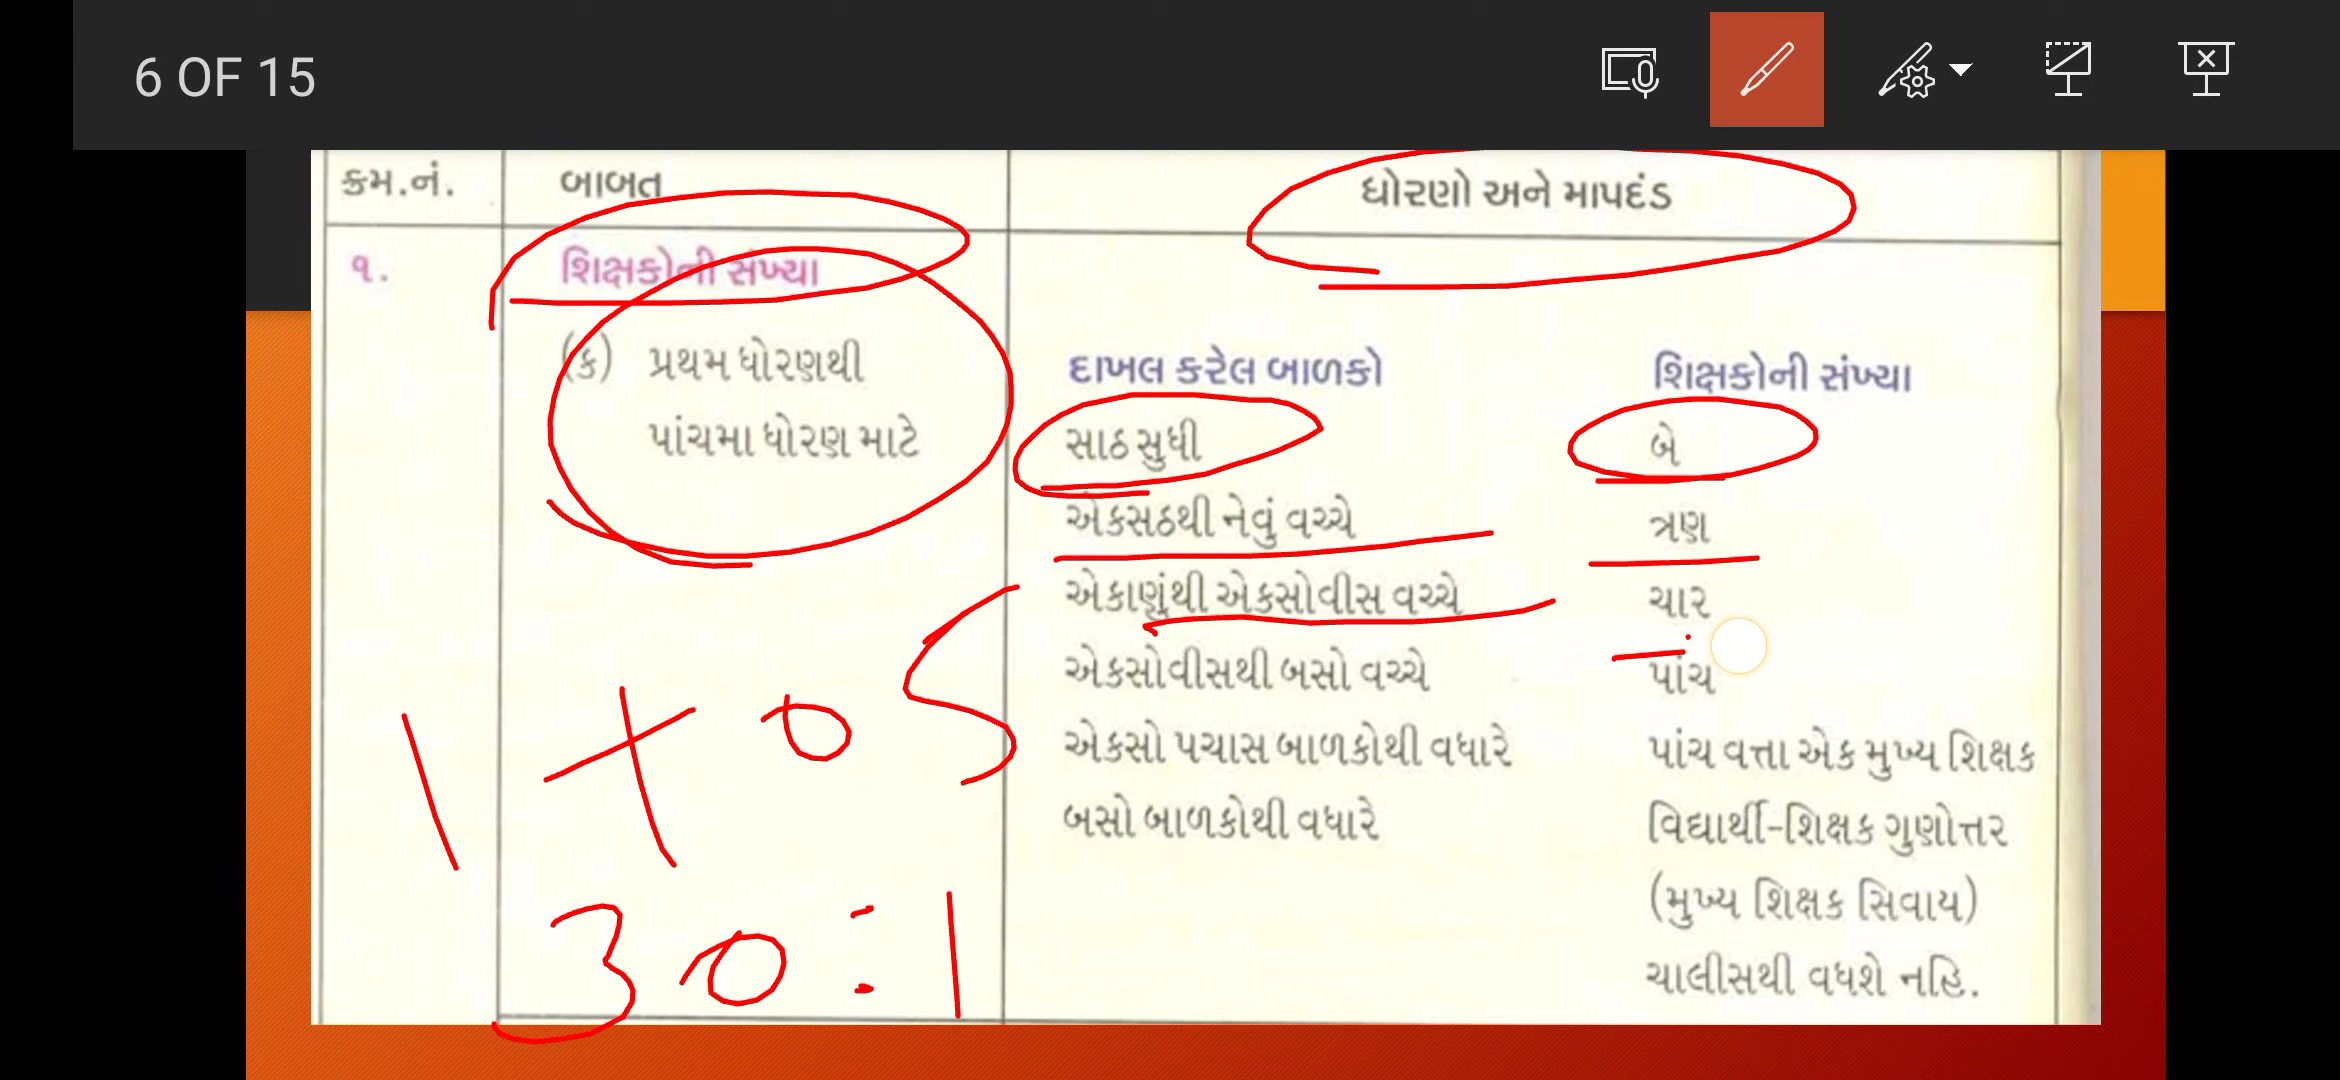 6 OF 15
ક્રમ.નં. બાબત ધોરણો અને માપદંડ
૧. શિક્ષકોની સંખ્યા
(ક) પ્રથમ ધોરણથી દાખલ કરેલ બાળકો શિક્ષકોની સંખ્યા
પાંચમા ધોરણ માટે સાઠ સુધી બે
એકસઠથી નેવું વચ્ચે ત્રણ
એકાણુંથી એકસોવીસ વચ્ચે ચાર
એકસોવીસથી બસો વચ્ચે પાંચ
1 to 5
એકસો પચાસ બાળકોથી વધારે પાંચ વત્તા એક મુખ્ય શિક્ષક
બસો બાળકોથી વધારે વિદ્યાર્થી-શિક્ષક ગુણોત્તર
(મુખ્ય શિક્ષક સિવાય)
30 : 1
ચાલીસથી વધશે નહિ.